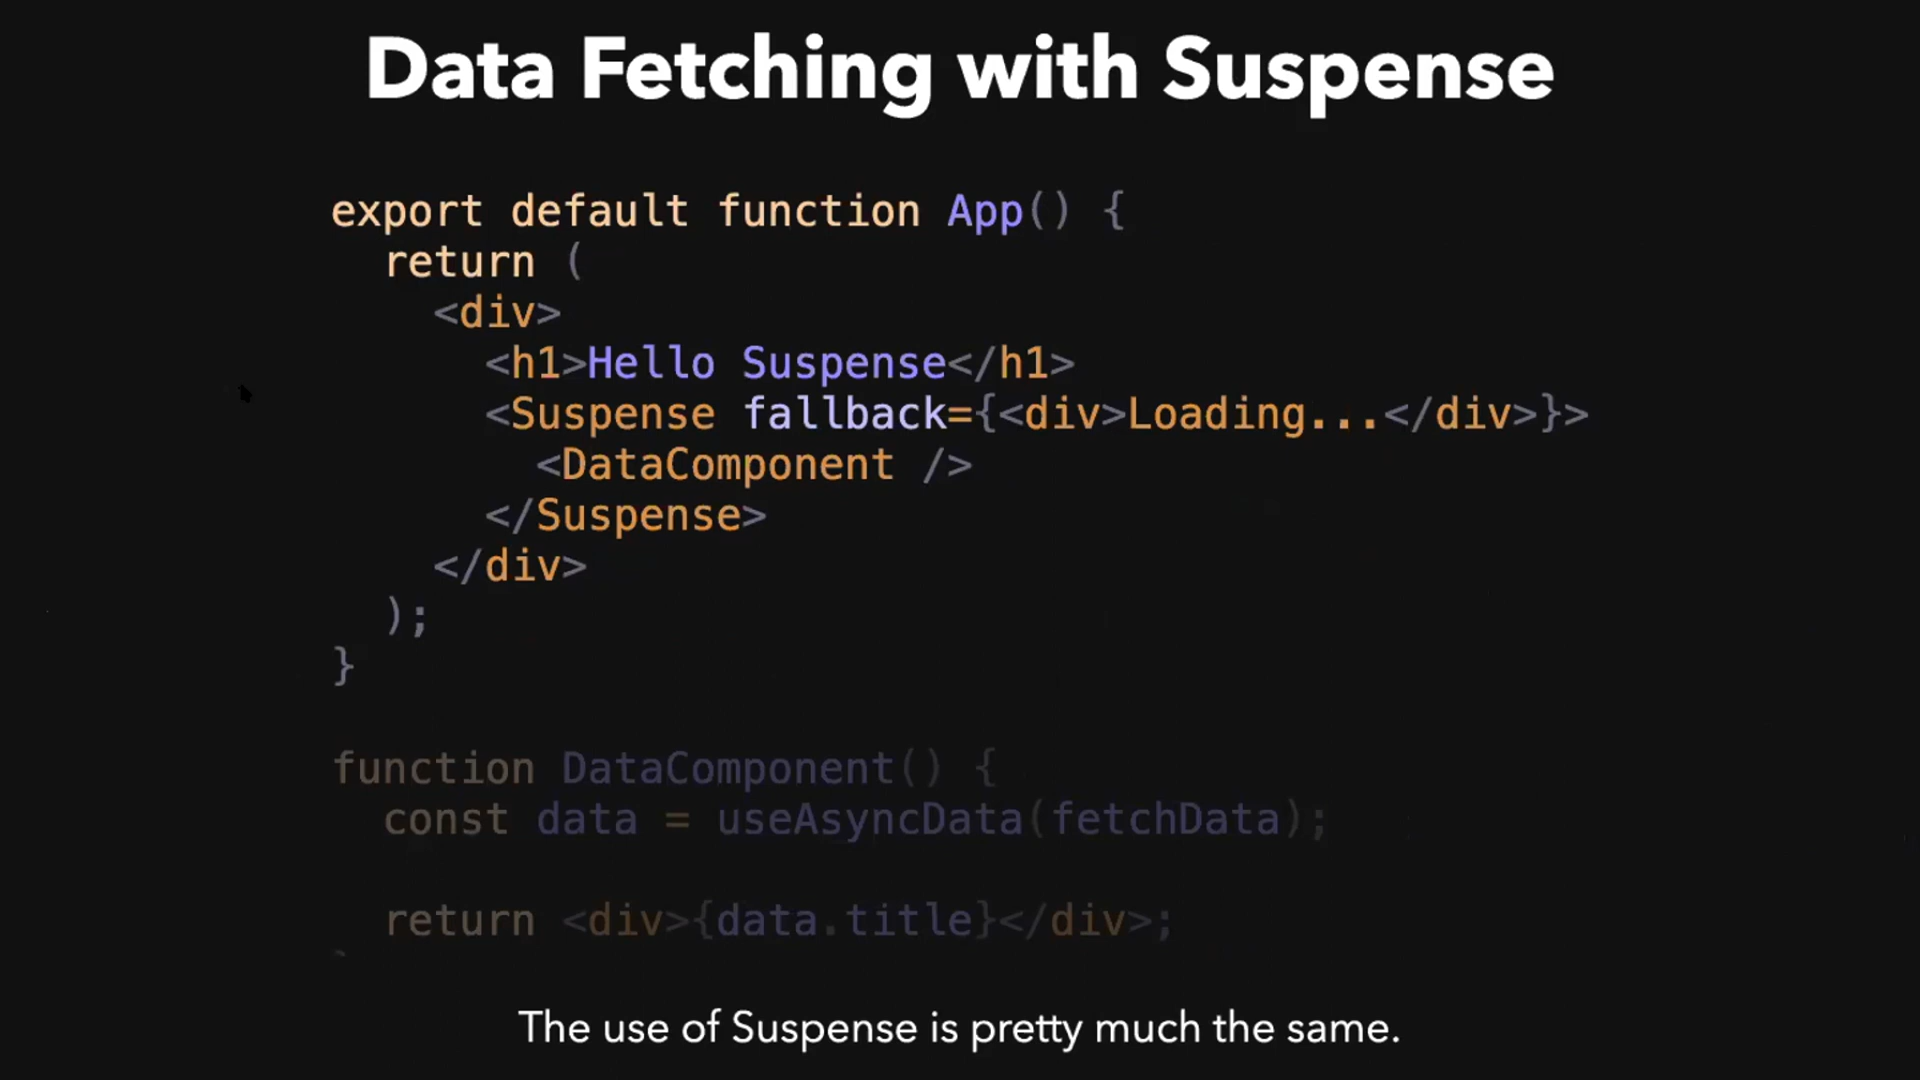 Data Fetching with Suspense
export default function App() {
  return (
    <div>
      <h1>Hello Suspense</h1>
      <Suspense fallback={<div>Loading...</div>}>
        <DataComponent />
      </Suspense>
    </div>
  );
}
function DataComponent() {
  const data = useAsyncData(fetchData);
  return <div>{data.title}</div>;
The use of Suspense is pretty much the same.